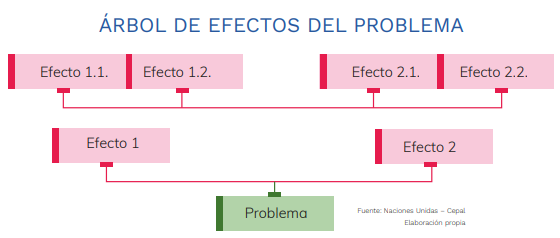 ÁRBOL DE EFECTOS DEL PROBLEMA
Efecto 1.1.
Efecto 1.2.
Efecto 2.1.
Efecto 2.2.
Efecto 1
Efecto 2
Problema
Fuente: Naciones Unidas – Cepal
Elaboración propia